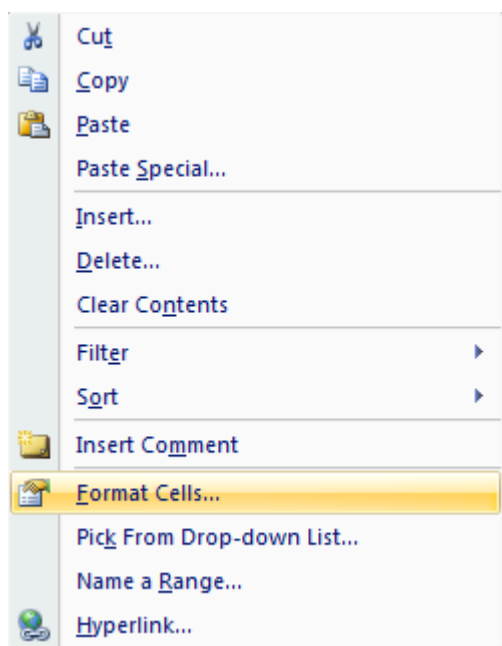 Cut
Copy
Paste
Paste Special...
Insert...
Delete...
Clear Contents
Filter
Sort
Insert Comment
Format Cells...
Pick From Drop-down List...
Name a Range...
Hyperlink...